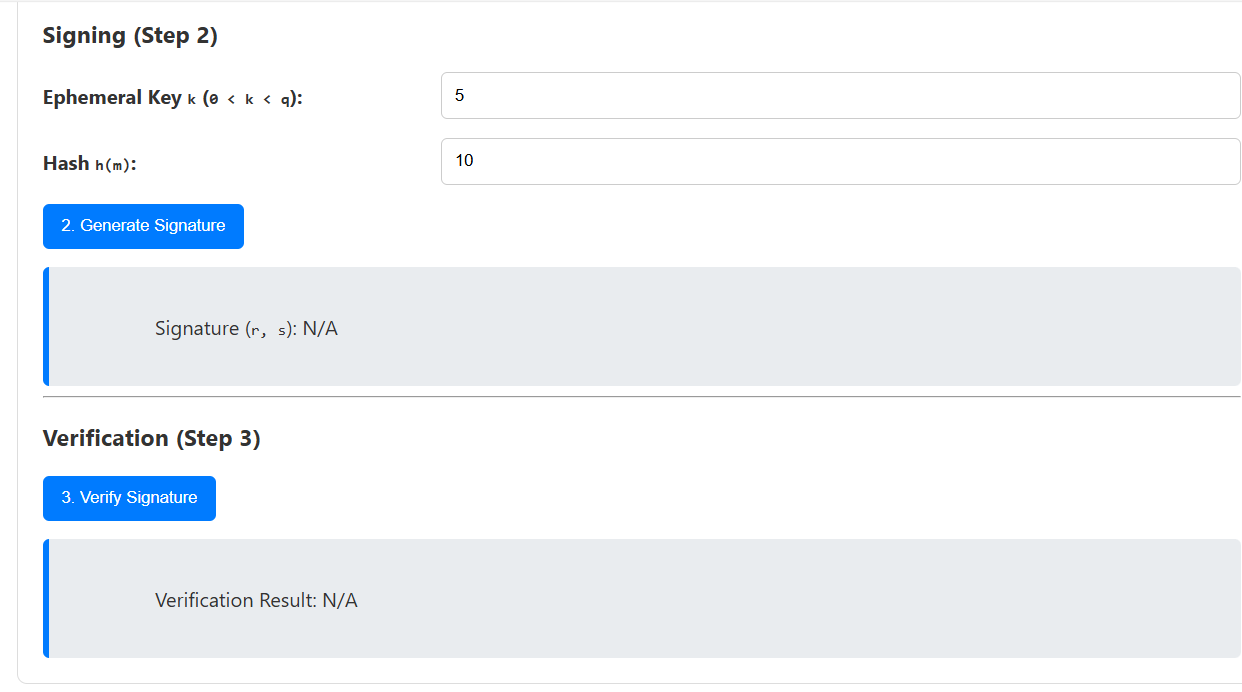 Signing (Step 2)
Ephemeral Key k (0 < k < q):
5
Hash h(m):
10
2. Generate Signature
Signature (r, s): N/A
Verification (Step 3)
3. Verify Signature
Verification Result: N/A